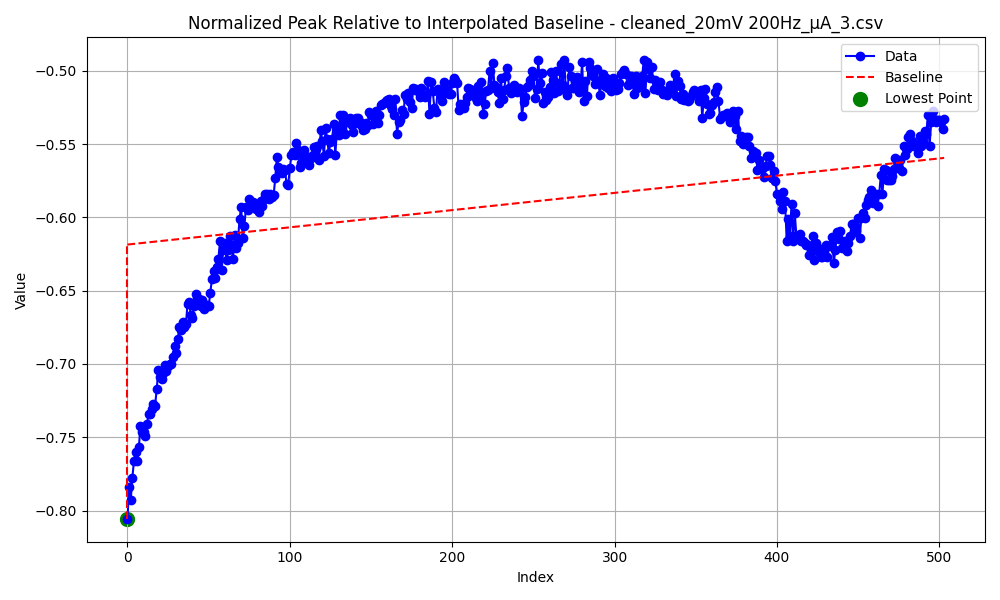 Normalized Peak Relative to Interpolated Baseline - cleaned_20mV 200Hz_μA_3.csv
Data
Baseline
Lowest Point
Value
−0.50
−0.55
−0.60
−0.65
−0.70
−0.75
−0.80
0
100
200
300
400
500
Index